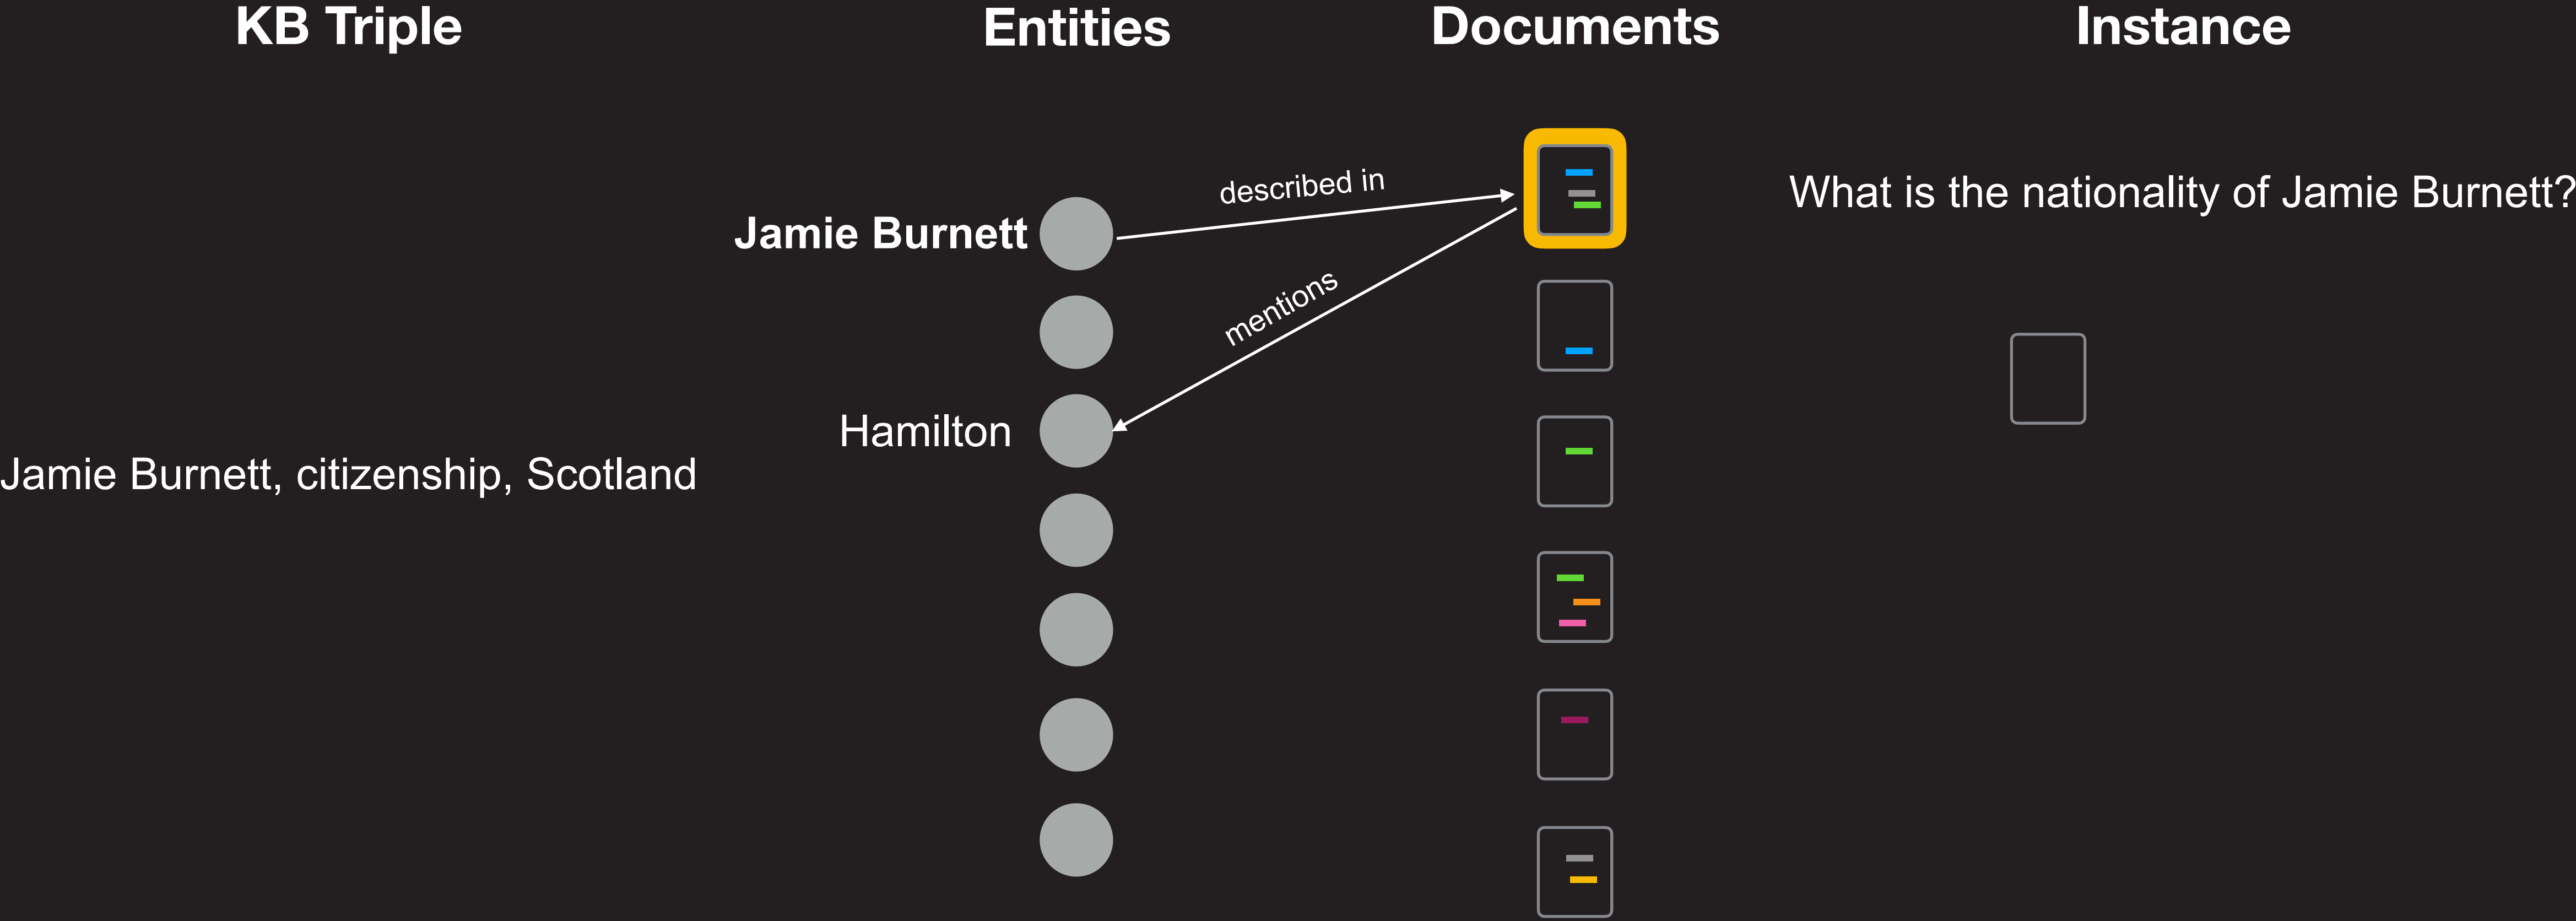 KB Triple
Entities
Documents
Instance
described in
What is the nationality of Jamie Burnett?
Jamie Burnett
mentions
Hamilton
Jamie Burnett, citizenship, Scotland